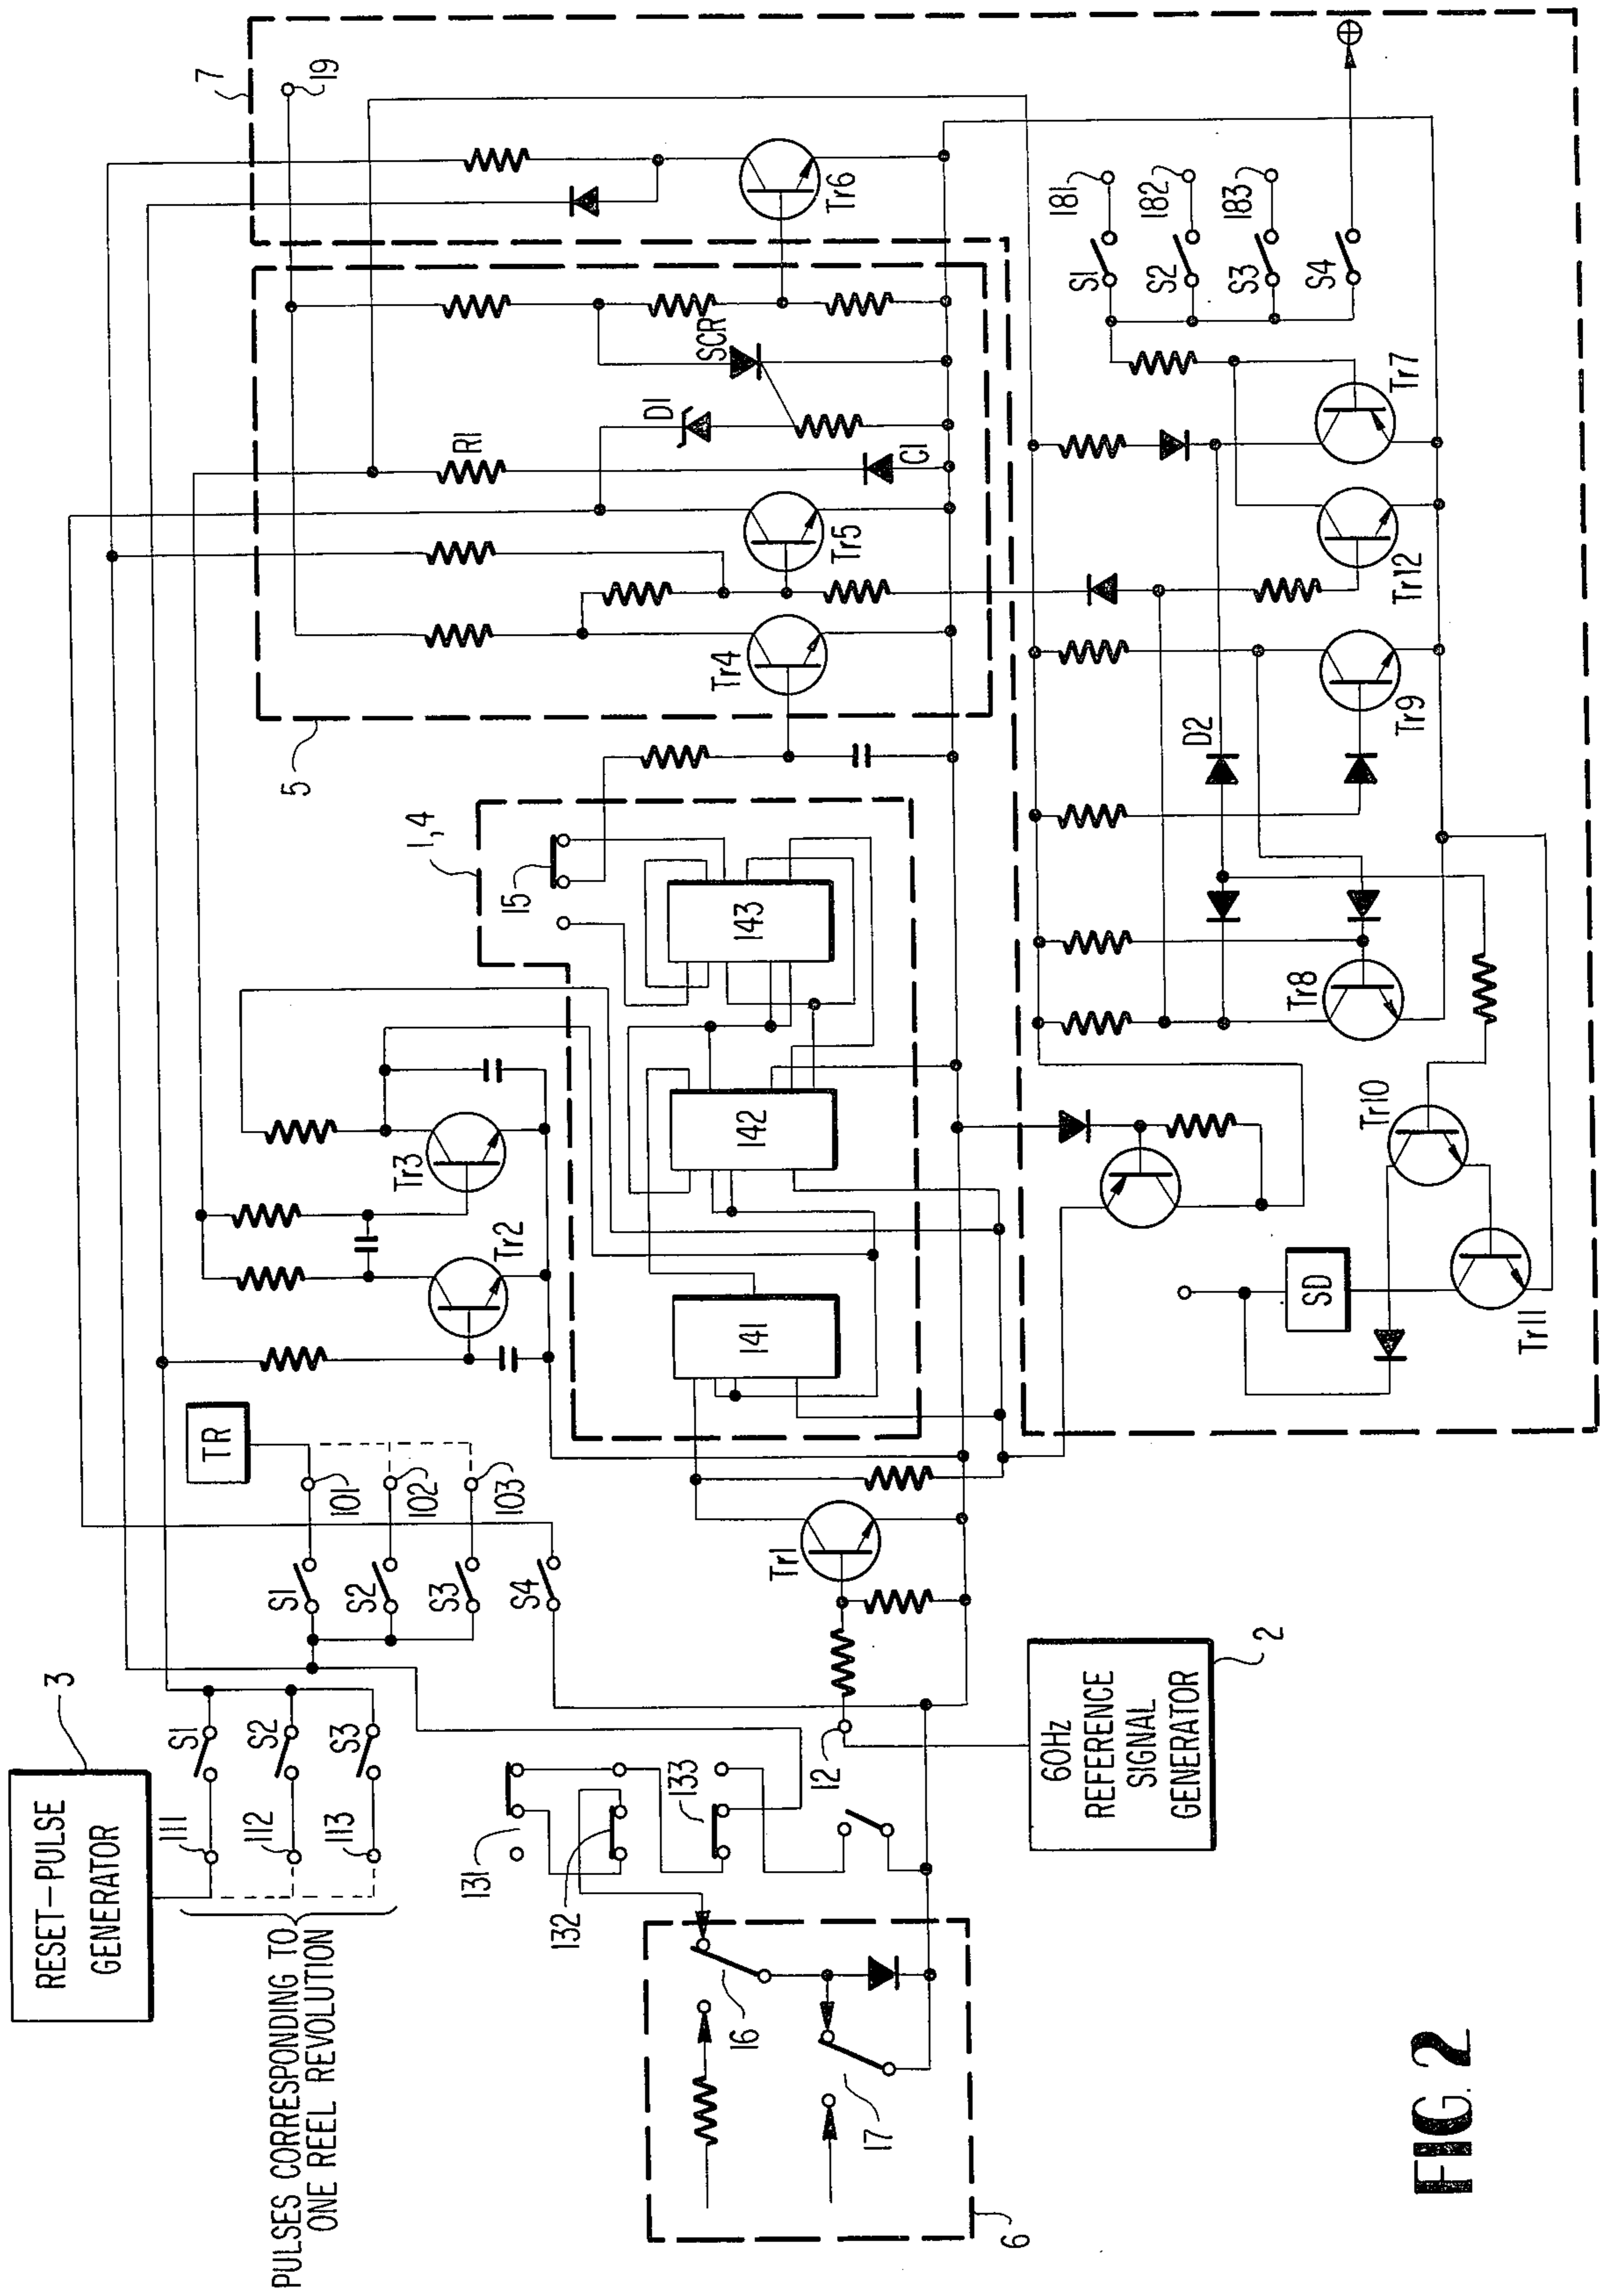 RESET-PULSE
GENERATOR
3
PULSES CORRESPONDING TO
ONE REEL REVOLUTION
111
112
113
S1
S2
S3
TR
101
102
103
S1
S2
S3
S4
131
132
133
16
17
6
12
60Hz
REFERENCE
SIGNAL
GENERATOR
2
Tr1
Tr2
Tr3
1,4
15
141
142
143
5
Tr4
Tr5
R1
C1
D1
SCR
7
19
Tr6
S1
S2
S3
S4
181
182
183
Tr7
Tr12
Tr9
D2
Tr8
Tr10
Tr11
SD
FIG. 2